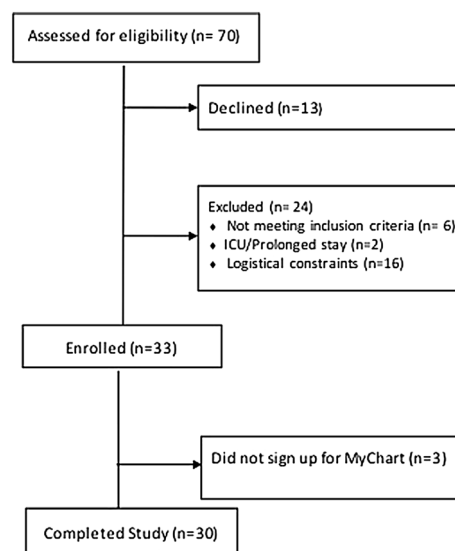 Assessed for eligibility (n= 70)
Declined (n=13)
Excluded (n= 24)
♦ Not meeting inclusion criteria (n= 6)
♦ ICU/Prolonged stay (n=2)
♦ Logistical constraints (n=16)
Enrolled (n=33)
Did not sign up for MyChart (n=3)
Completed Study (n=30)